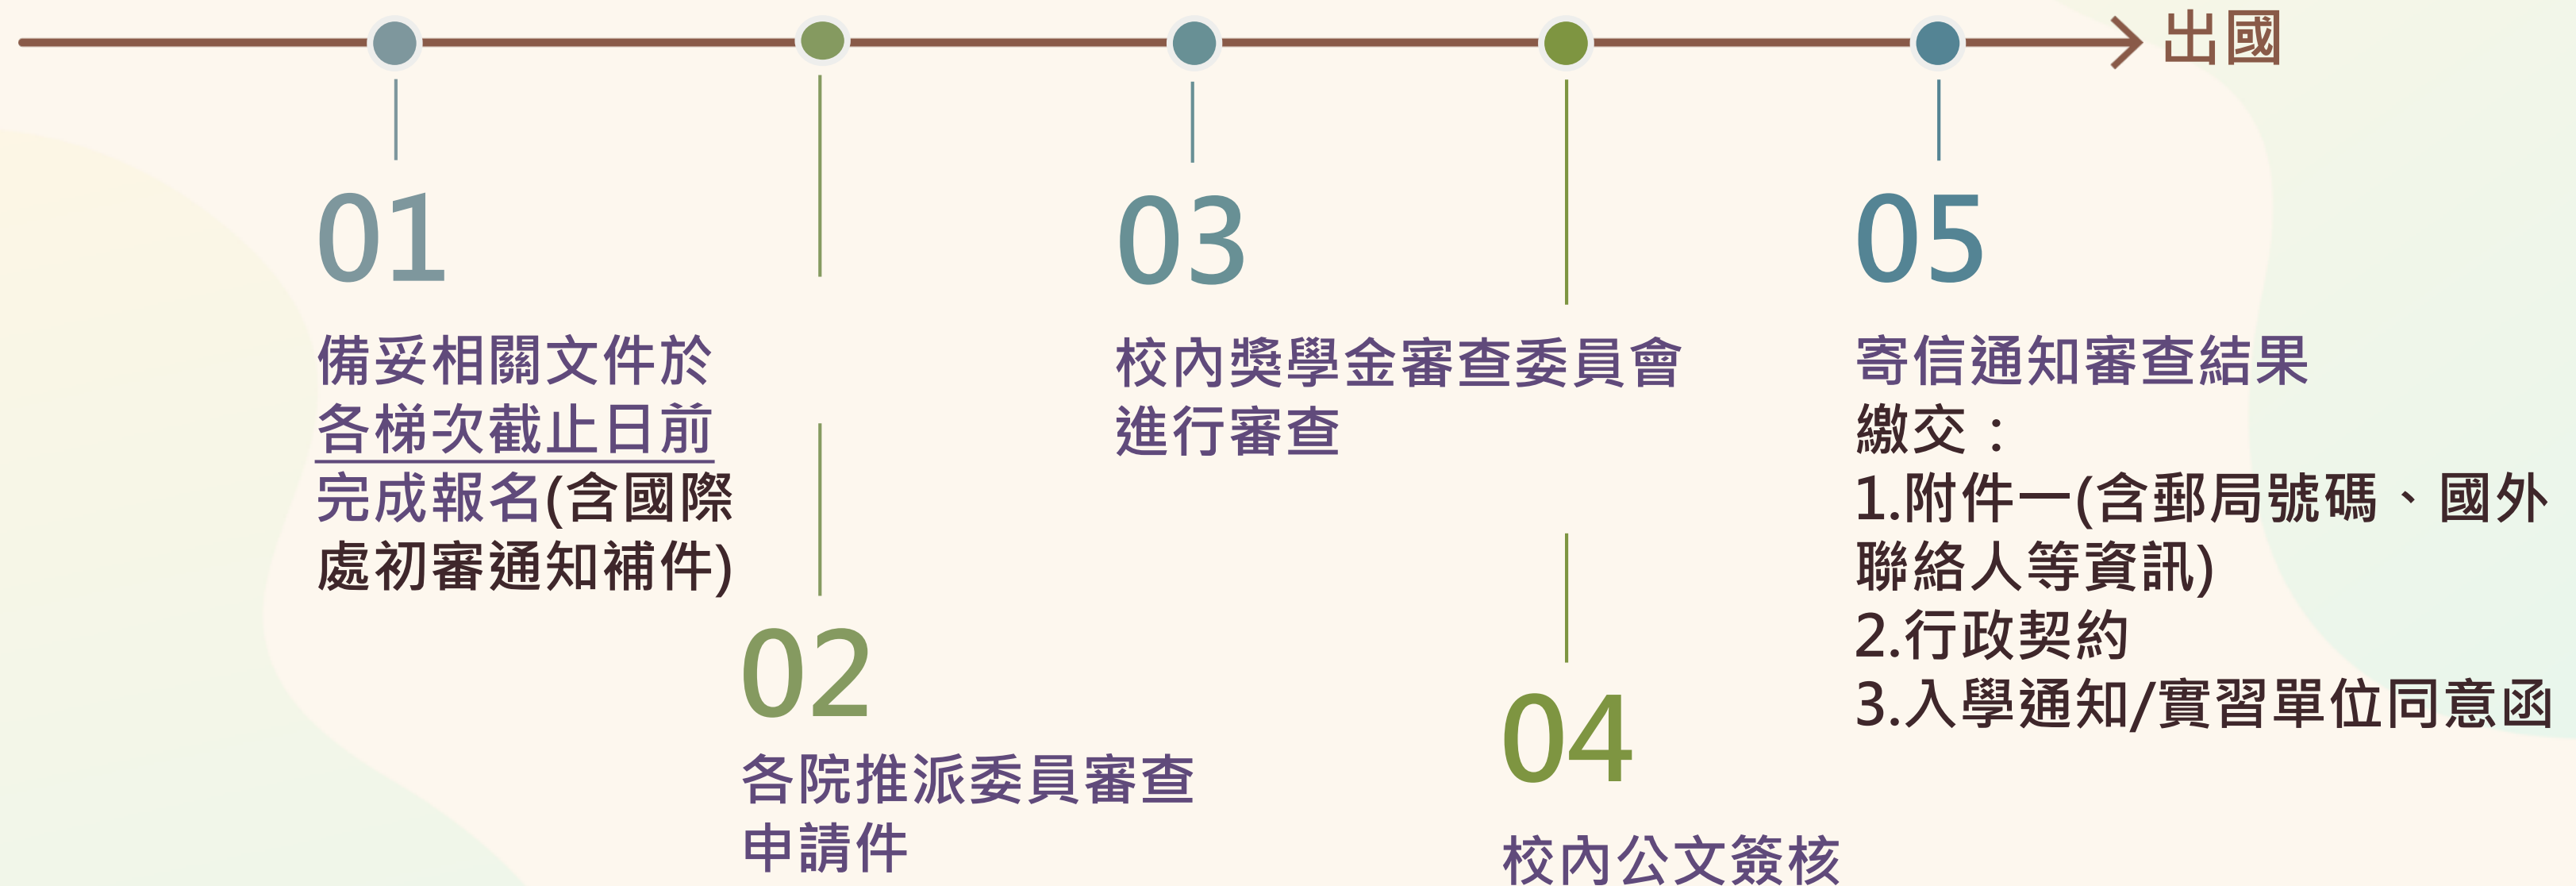 出國
01
備妥相關文件於
各梯次截止日前
完成報名(含國際
處初審通知補件)
02
各院推派委員審查
申請件
03
校內獎學金審查委員會
進行審查
04
校內公文簽核
05
寄信通知審查結果
繳交：
1.附件一(含郵局號碼、國外
聯絡人等資訊)
2.行政契約
3.入學通知/實習單位同意函